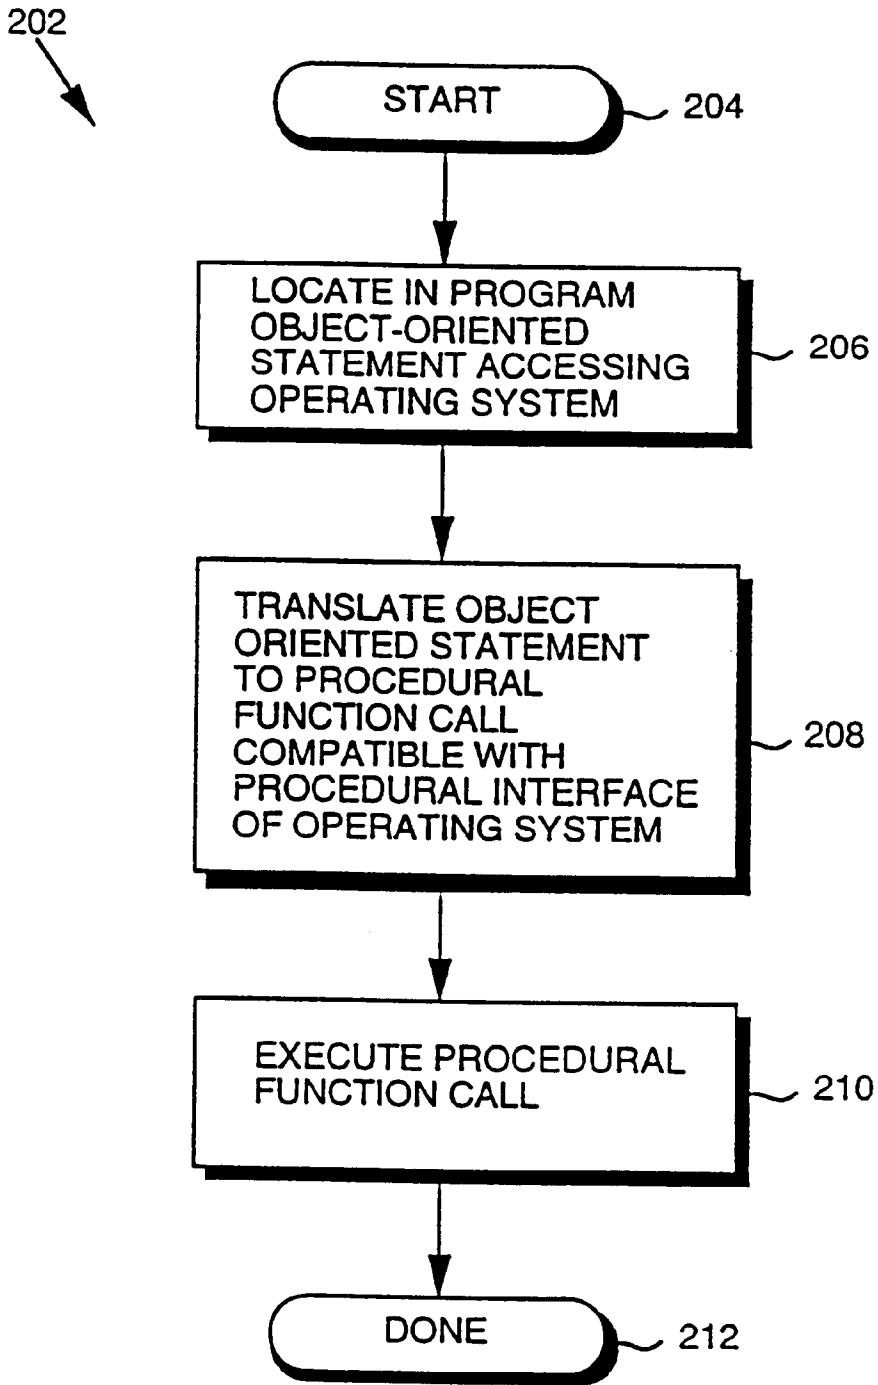 202
START
204
LOCATE IN PROGRAM
OBJECT-ORIENTED
STATEMENT ACCESSING
OPERATING SYSTEM
206
TRANSLATE OBJECT
ORIENTED STATEMENT
TO PROCEDURAL
FUNCTION CALL
COMPATIBLE WITH
PROCEDURAL INTERFACE
OF OPERATING SYSTEM
208
EXECUTE PROCEDURAL
FUNCTION CALL
210
DONE
212